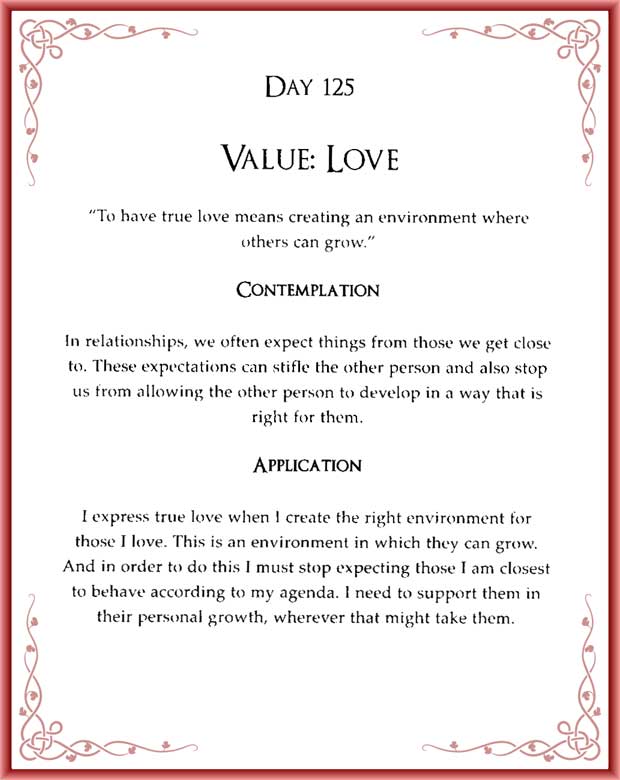 DAY 125
VALUE: LOVE
"To have true love means creating an environment where
others can grow."
CONTEMPLATION
In relationships, we often expect things from those we get close
to. These expectations can stifle the other person and also stop
us from allowing the other person to develop in a way that is
right for them.
APPLICATION
I express true love when I create the right environment for
those I love. This is an environment in which they can grow.
And in order to do this I must stop expecting those I am closest
to behave according to my agenda. I need to support them in
their personal growth, wherever that might take them.